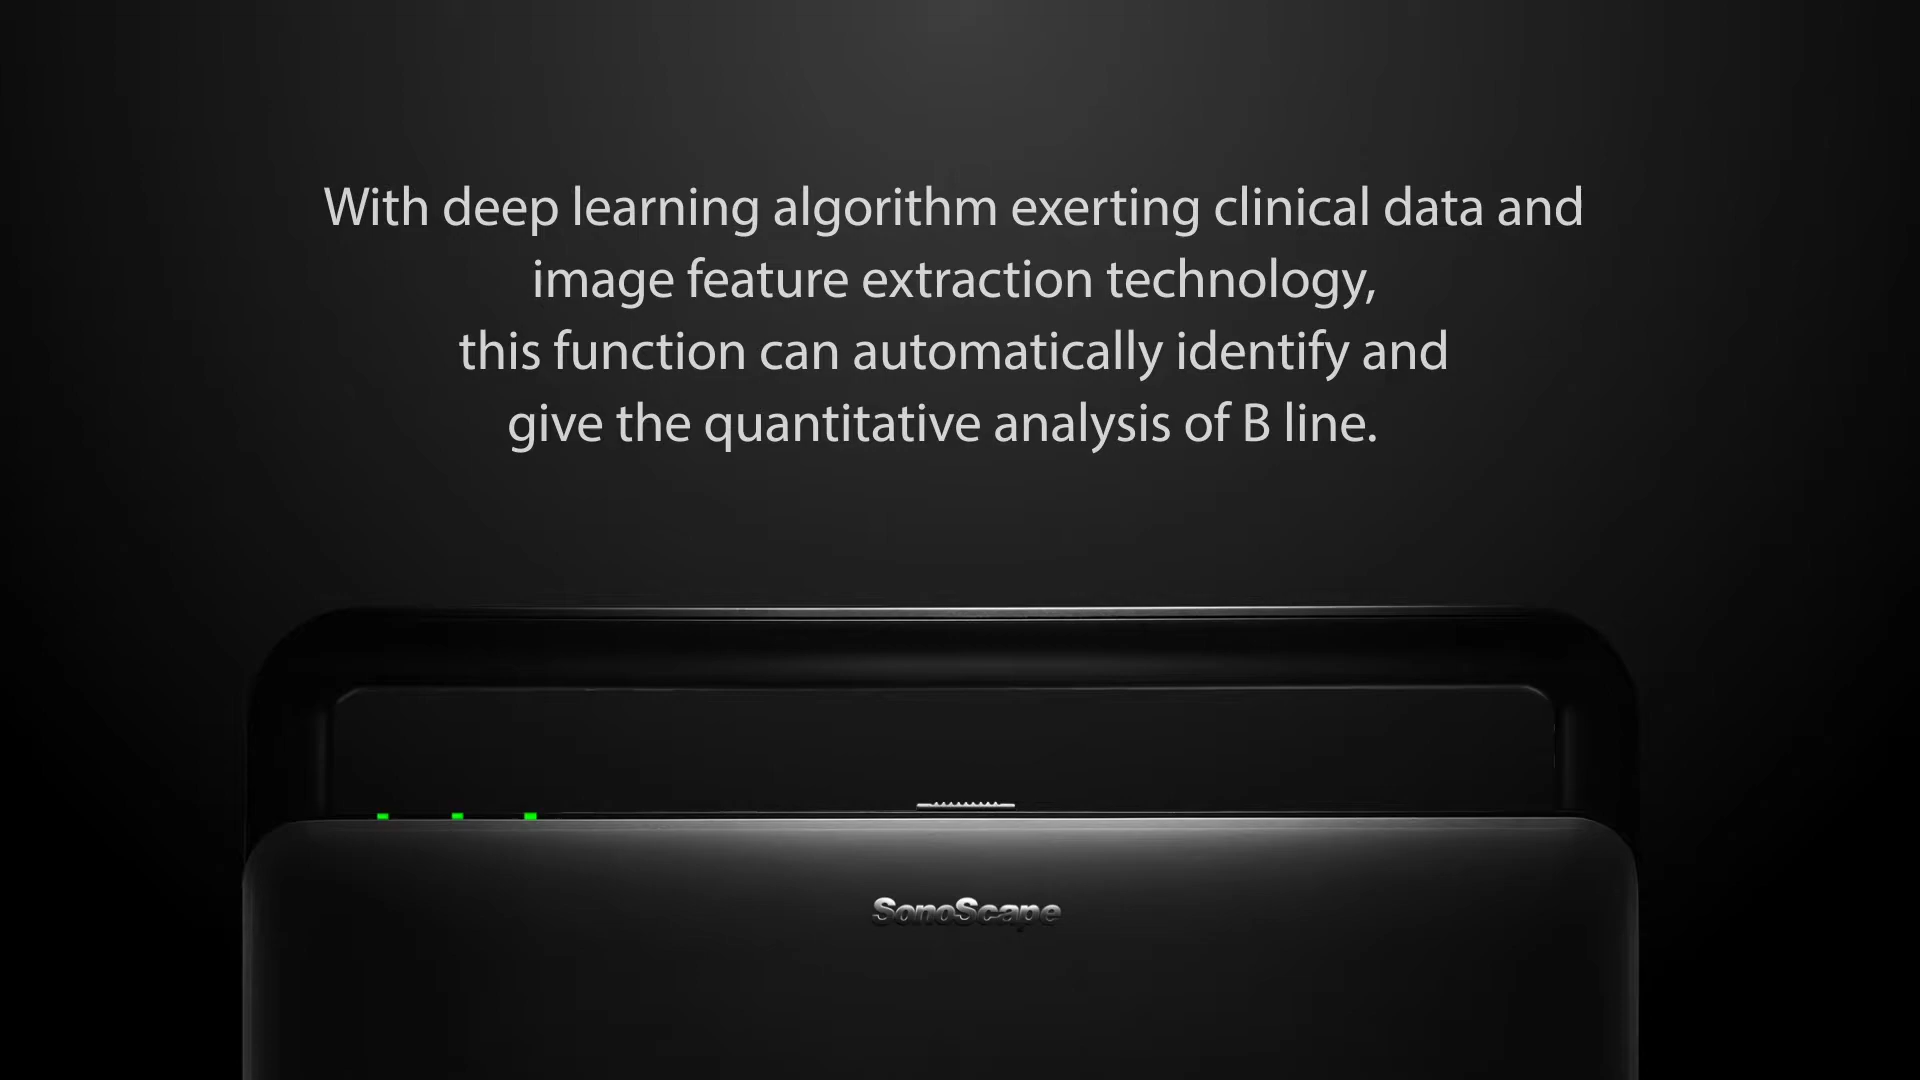 With deep learning algorithm exerting clinical data and
image feature extraction technology,
this function can automatically identify and
give the quantitative analysis of B line.
SonoScape